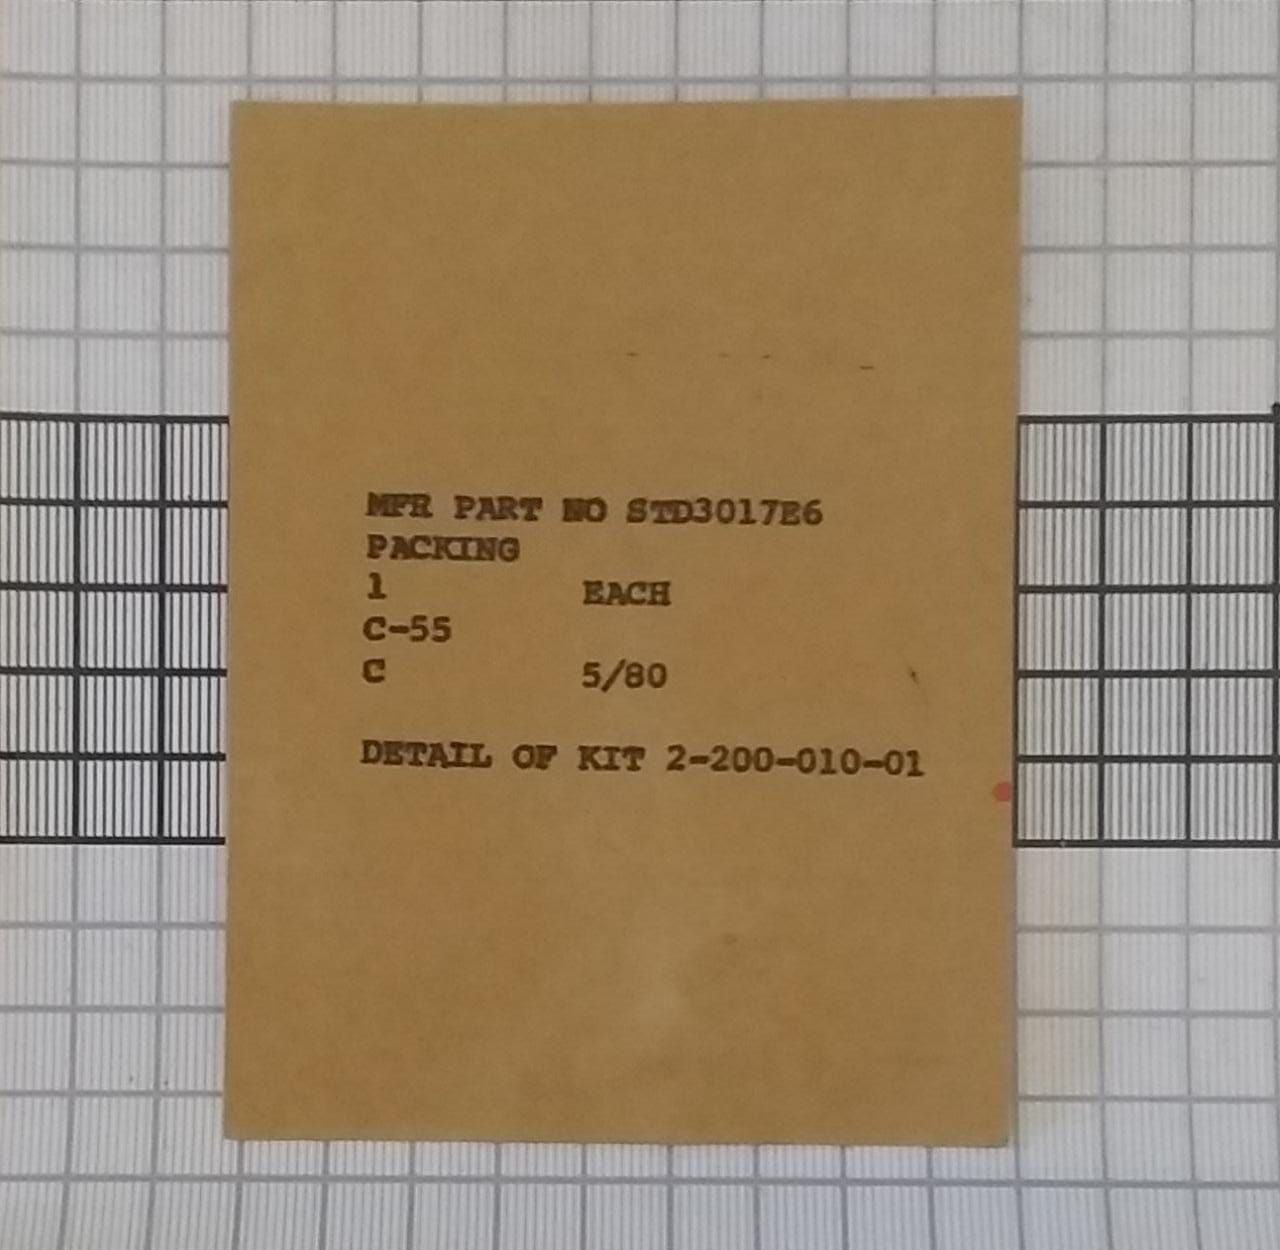 MFR PART NO STD3017E6
PACKING
1 EACH
C-55
C 5/80
DETAIL OF KIT 2-200-010-01